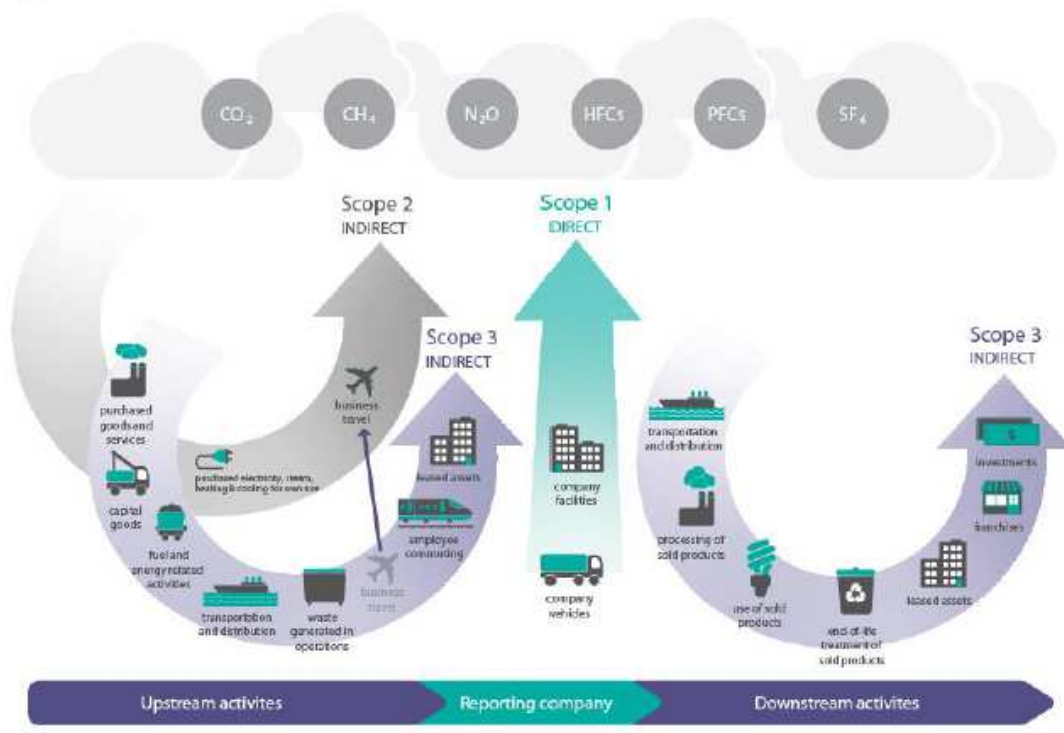 CO₂
CH₄
N₂O
HFCs
PFCs
SF₆
Scope 2
INDIRECT
Scope 1
DIRECT
Scope 3
INDIRECT
Scope 3
INDIRECT
purchased
goods and
services
capital
goods
fuel and
energy related
activities
transportation
and distribution
waste
generated in
operations
business
travel
employee
commuting
leased assets
business
travel
purchased electricity, steam,
heating & cooling for own use
company
facilities
company
vehicles
transportation
and distribution
processing of
sold products
use of sold
products
end-of-life
treatment of
sold products
leased assets
franchises
investments
$
Upstream activites
Reporting company
Downstream activites